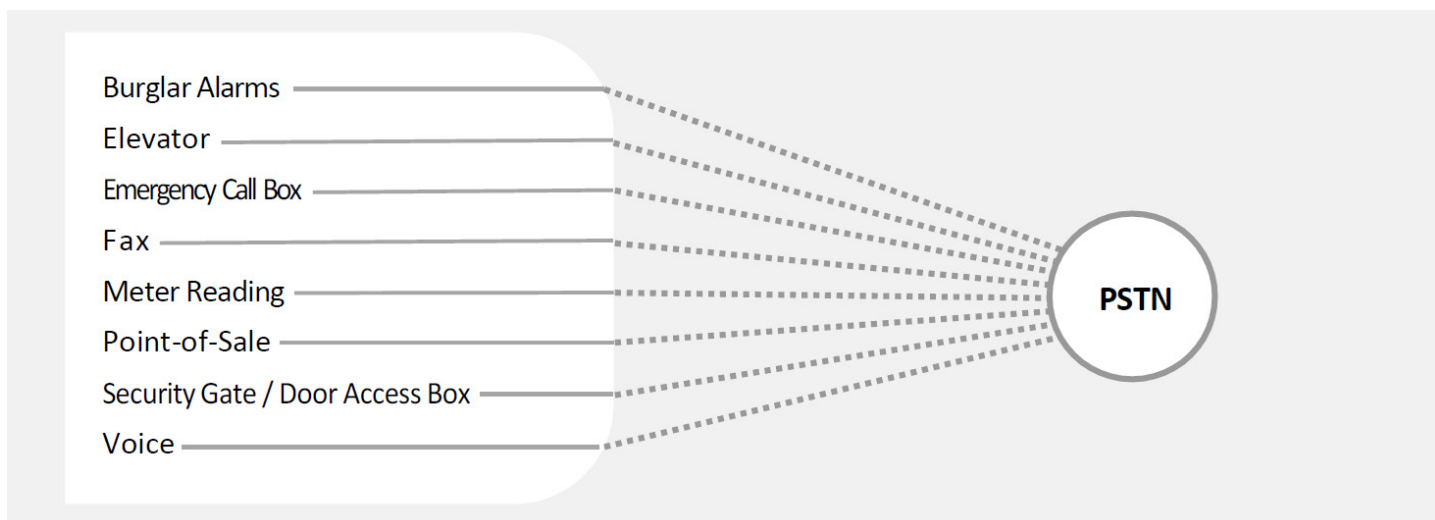 Burglar Alarms
Elevator
Emergency Call Box
Fax
Meter Reading
Point-of-Sale
Security Gate / Door Access Box
Voice
PSTN